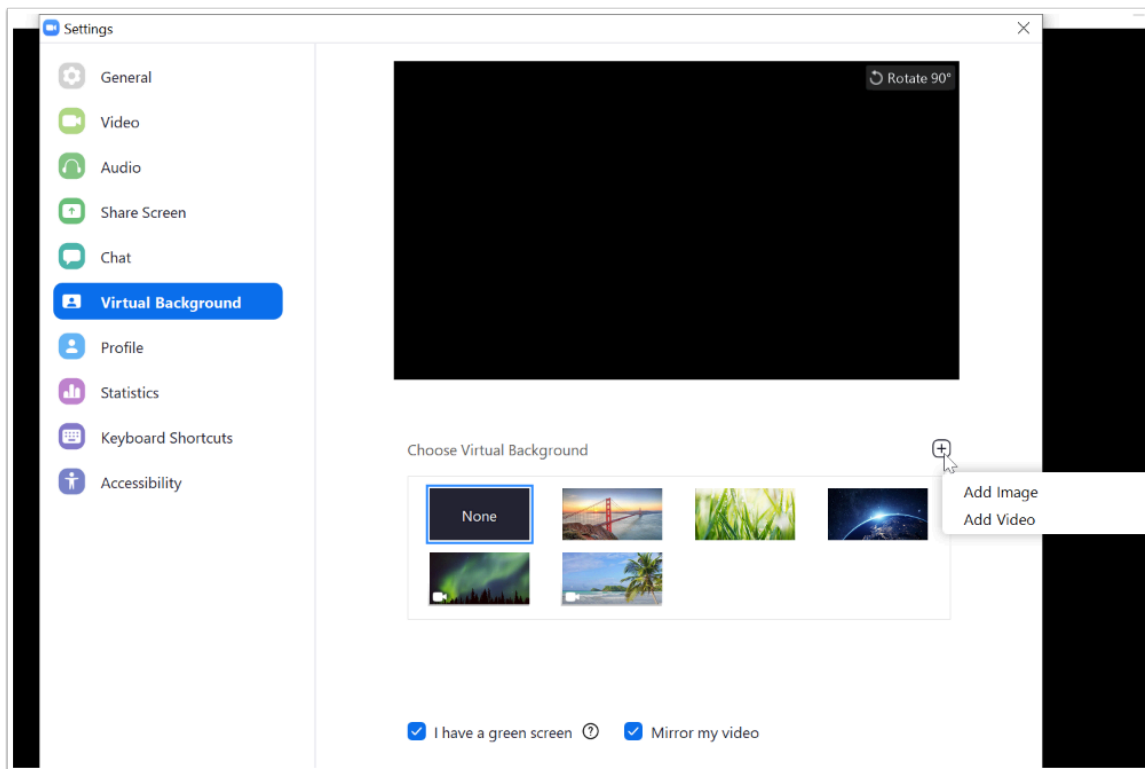 Settings
General
Video
Audio
Share Screen
Chat
Virtual Background
Profile
Statistics
Keyboard Shortcuts
Accessibility
Rotate 90°
Choose Virtual Background
None
Add Image
Add Video
I have a green screen ?
Mirror my video